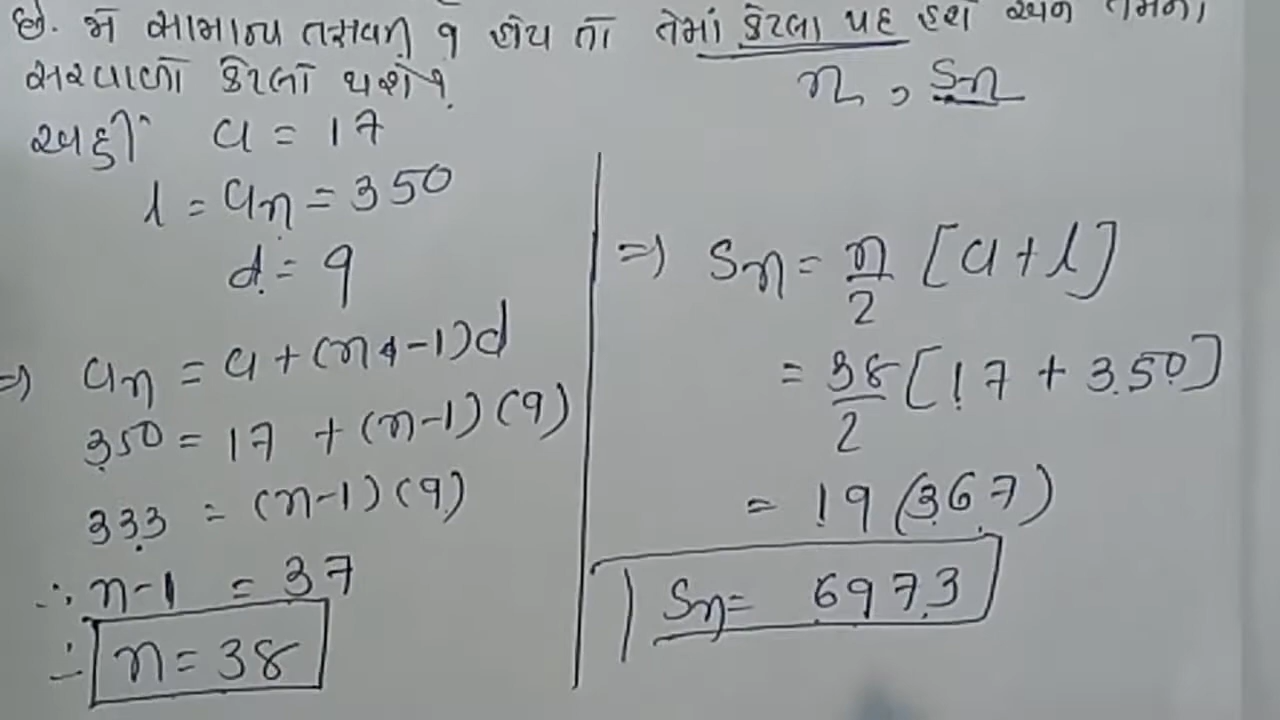 છે. જો સામાન્ય તફાવત 9 હોય તો તેમાં કેટલા પદ હશે અને તેમનો
સરવાળો કેટલો થશે?
n, Sn
અહીં a = 17
l = an = 350
d = 9
⇒ an = a + (n-1)d
350 = 17 + (n-1)(9)
333 = (n-1)(9)
∴ n-1 = 37
∴ n = 38
⇒ Sn = n/2 [a + l]
= 38/2 [17 + 350]
= 19 (367)
Sn = 6973